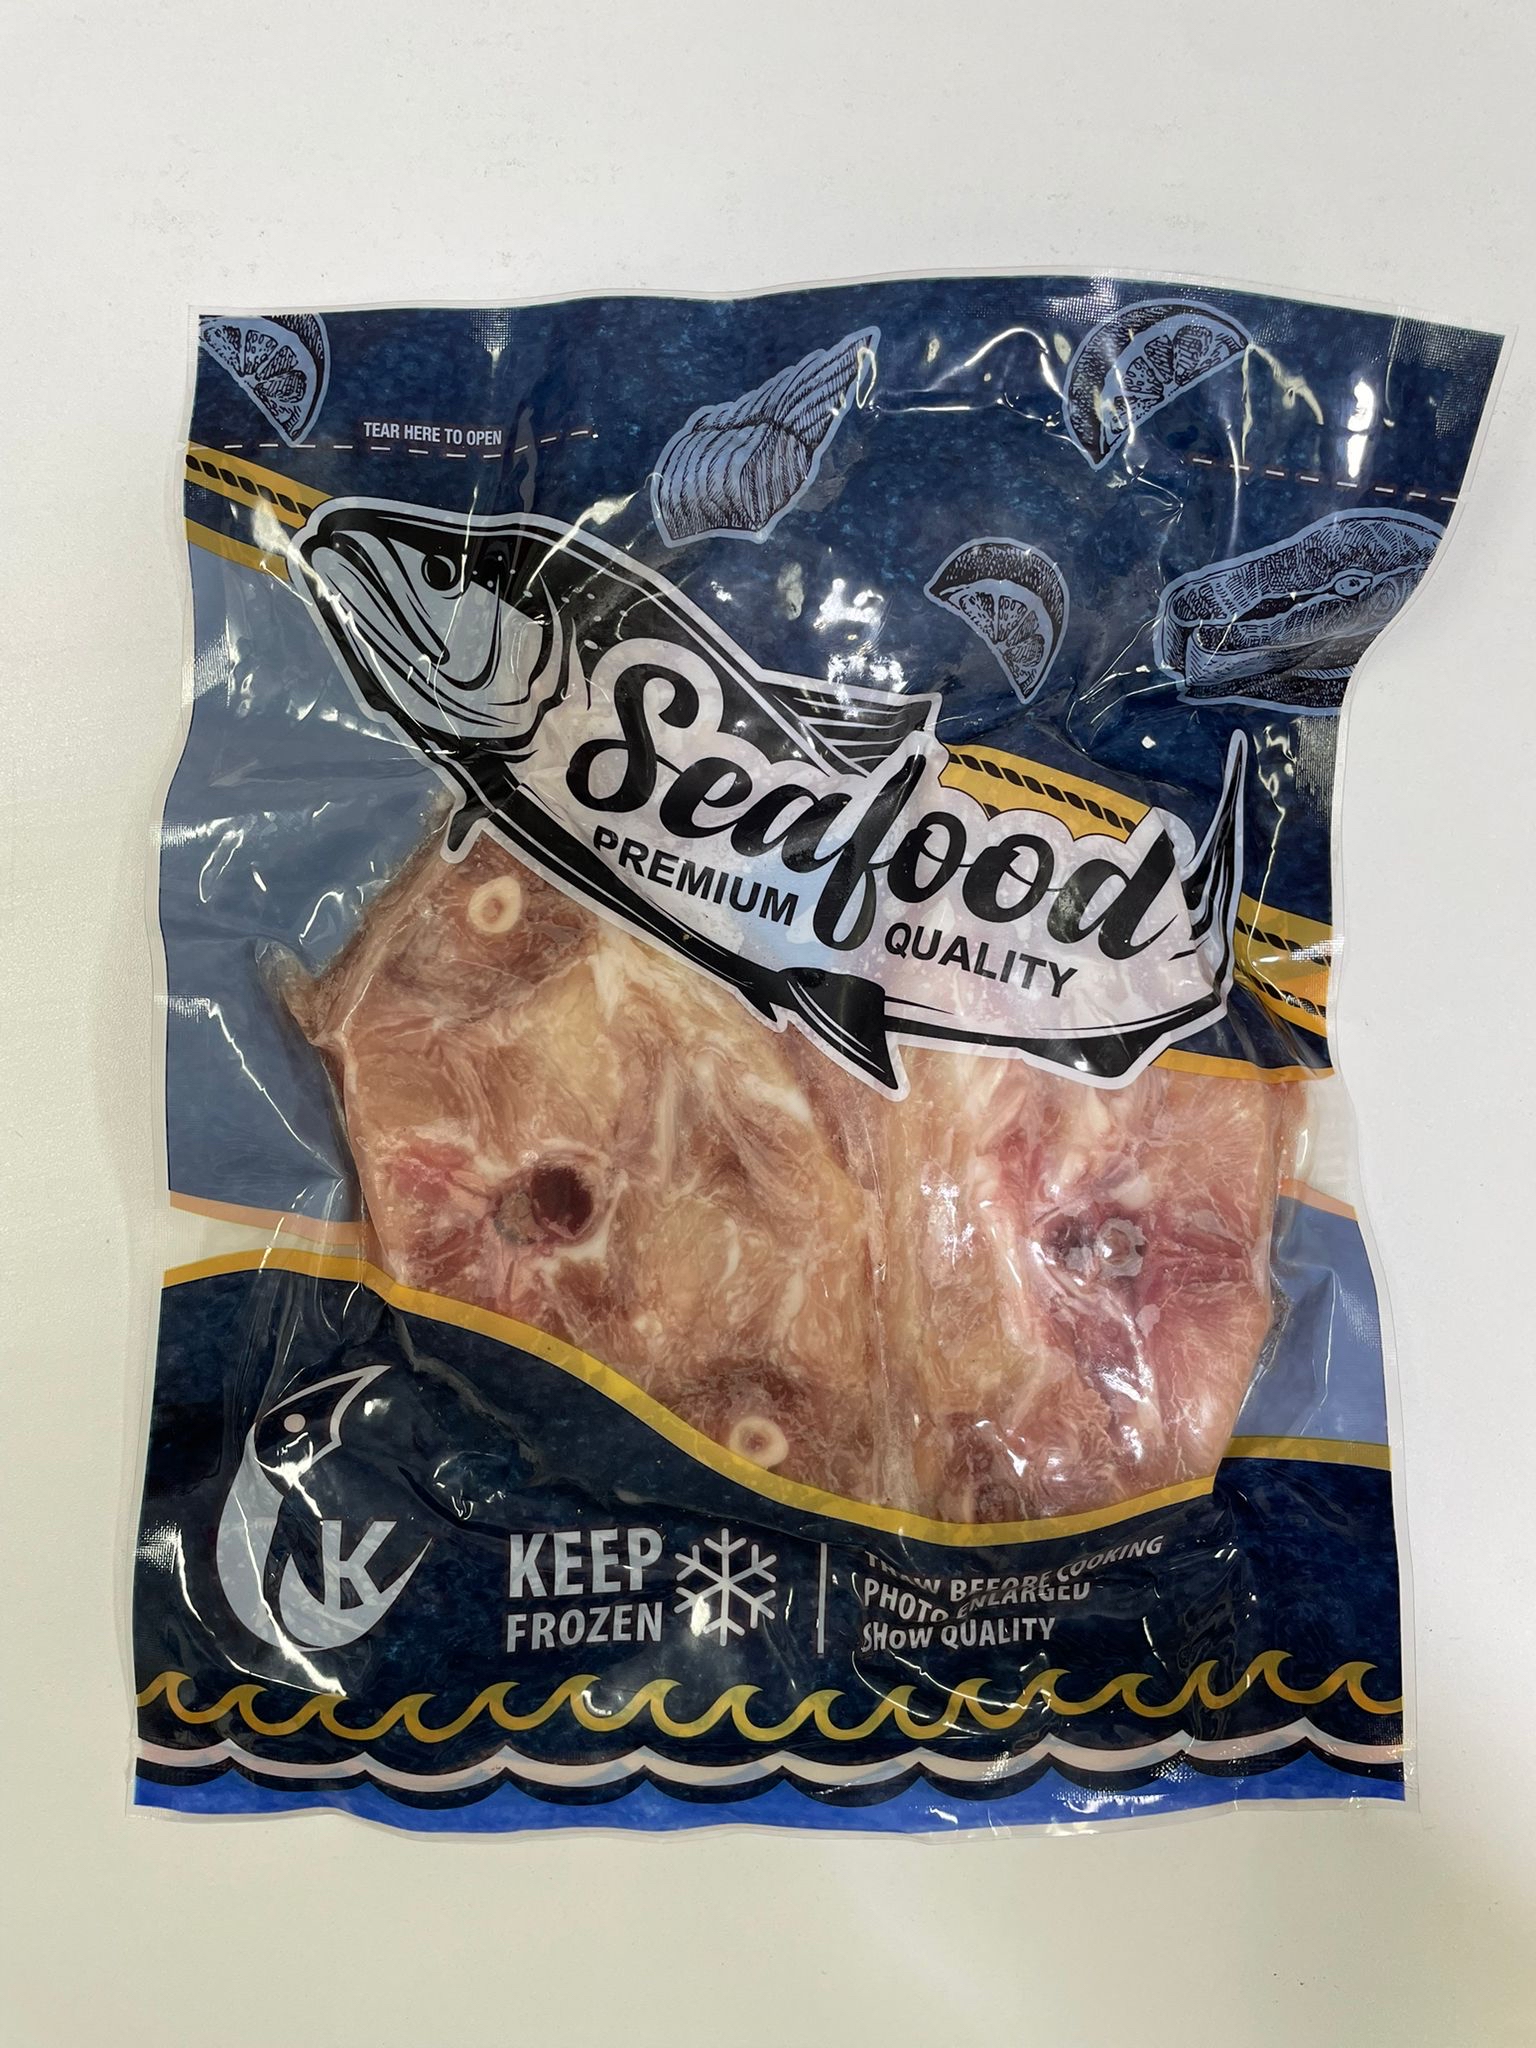 TEAR HERE TO OPEN
Seafood
PREMIUM QUALITY
K
KEEP
FROZEN
THAW BEFORE COOKING
PHOTO ENLARGED
SHOW QUALITY